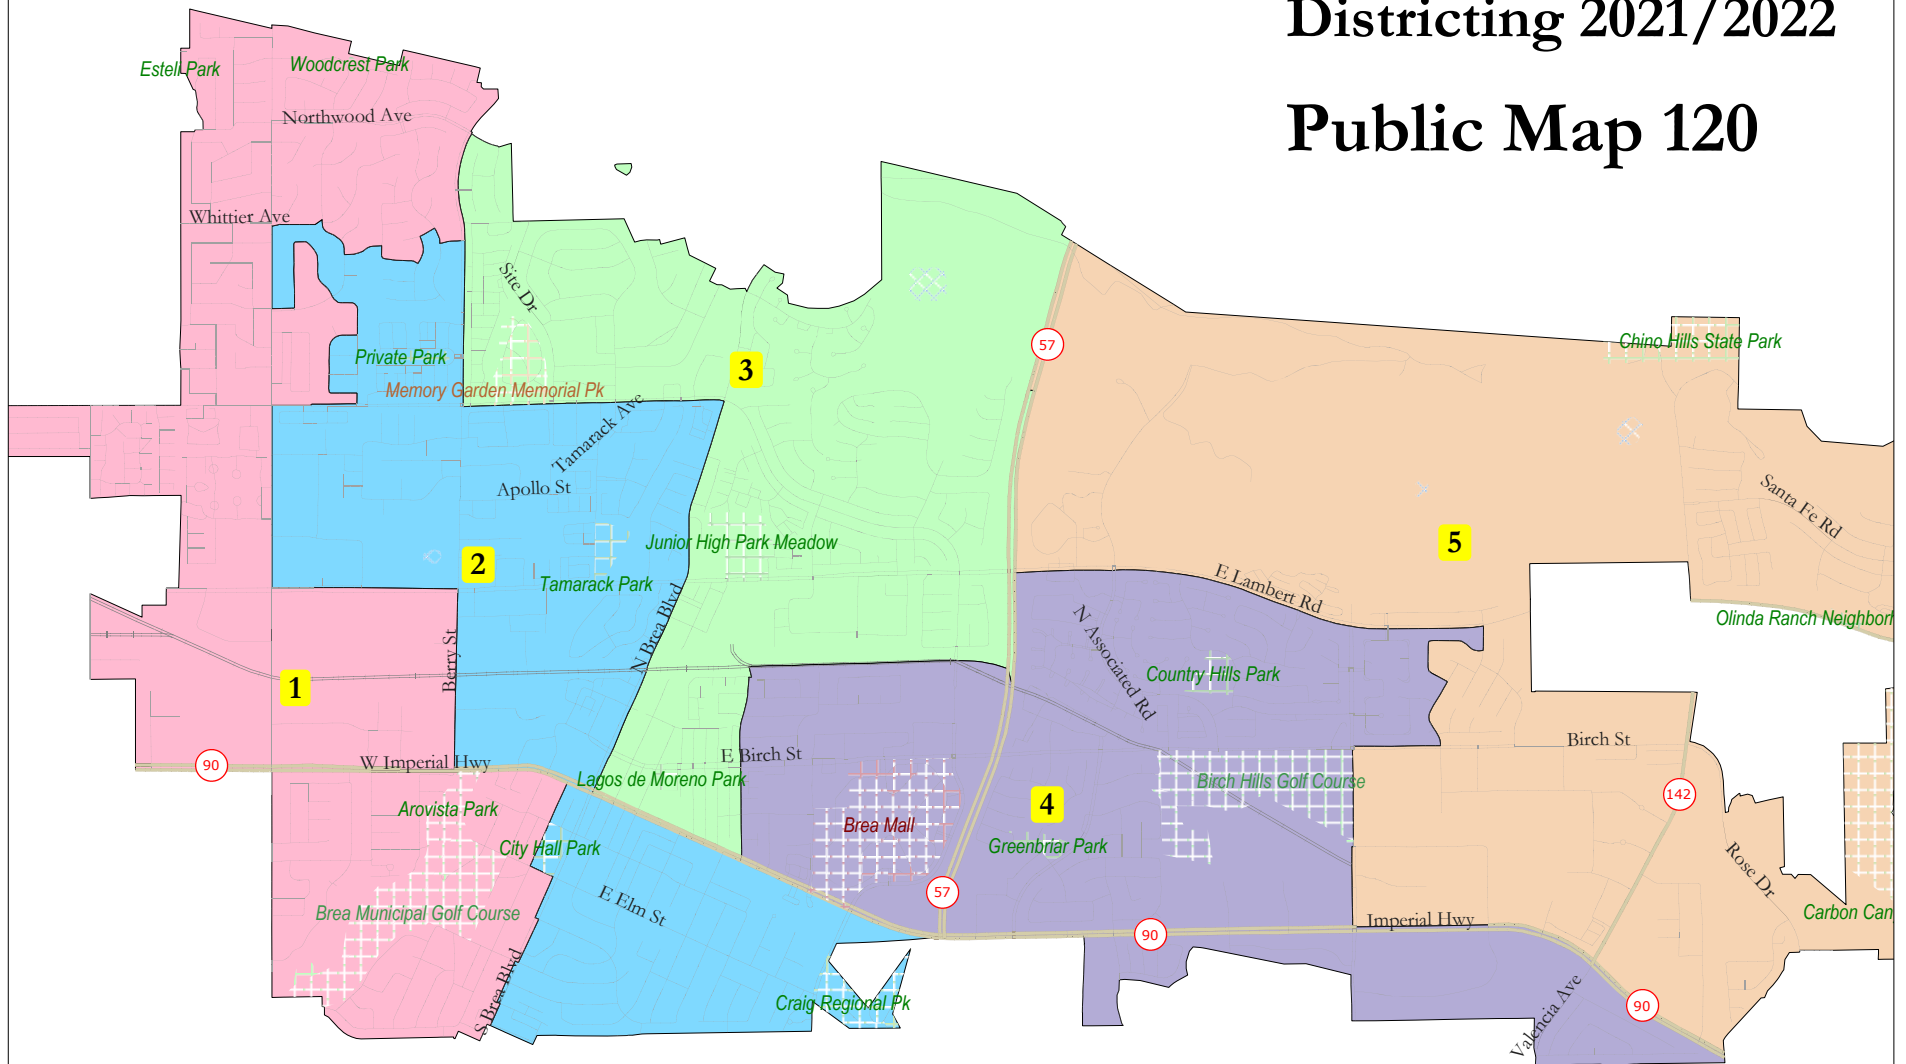 Districting 2021/2022
Public Map 120
Estell Park
Woodcrest Park
Northwood Ave
Whittier Ave
Site Dr
57
Chino Hills State Park
Private Park
3
Memory Garden Memorial Pk
Tamarack Ave
Apollo St
Santa Fe Rd
Junior High Park Meadow
5
2
Tamarack Park
E Lambert Rd
N Brea Blvd
N Associated Rd
Olinda Ranch Neighborh
Berry St
Country Hills Park
1
Birch St
E Birch St
90
W Imperial Hwy
Lagos de Moreno Park
Birch Hills Golf Course
142
Arovista Park
4
Brea Mall
City Hall Park
Greenbriar Park
Rose Dr
57
E Elm St
Brea Municipal Golf Course
Imperial Hwy
Carbon Can
90
S Brea Blvd
Craig Regional Pk
Valencia Ave
90